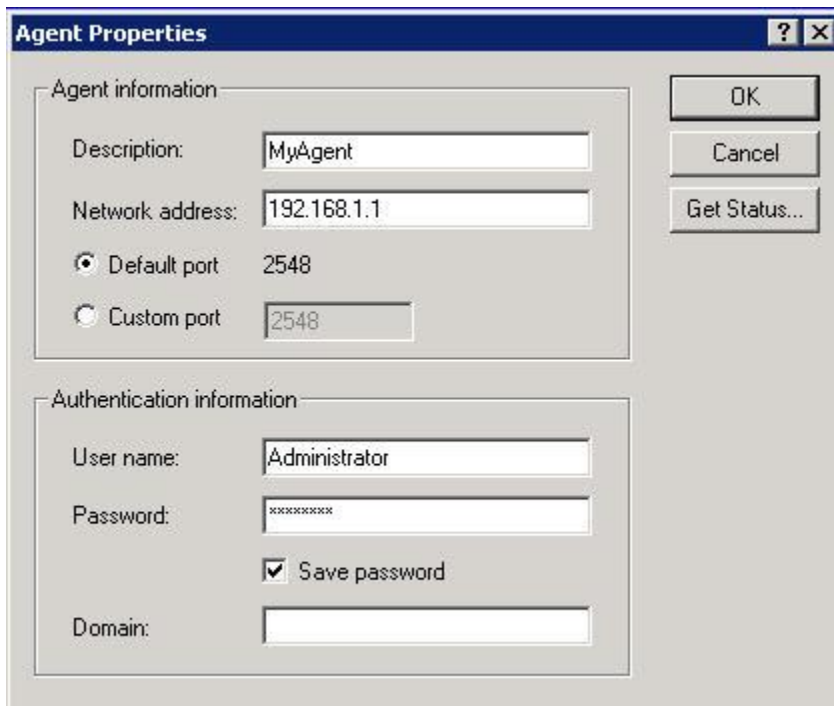 Agent Properties
Agent information
OK
Description: MyAgent
Cancel
Network address: 192.168.1.1
Get Status...
Default port 2548
Custom port 2548
Authentication information
User name: Administrator
Password: ********
Save password
Domain: